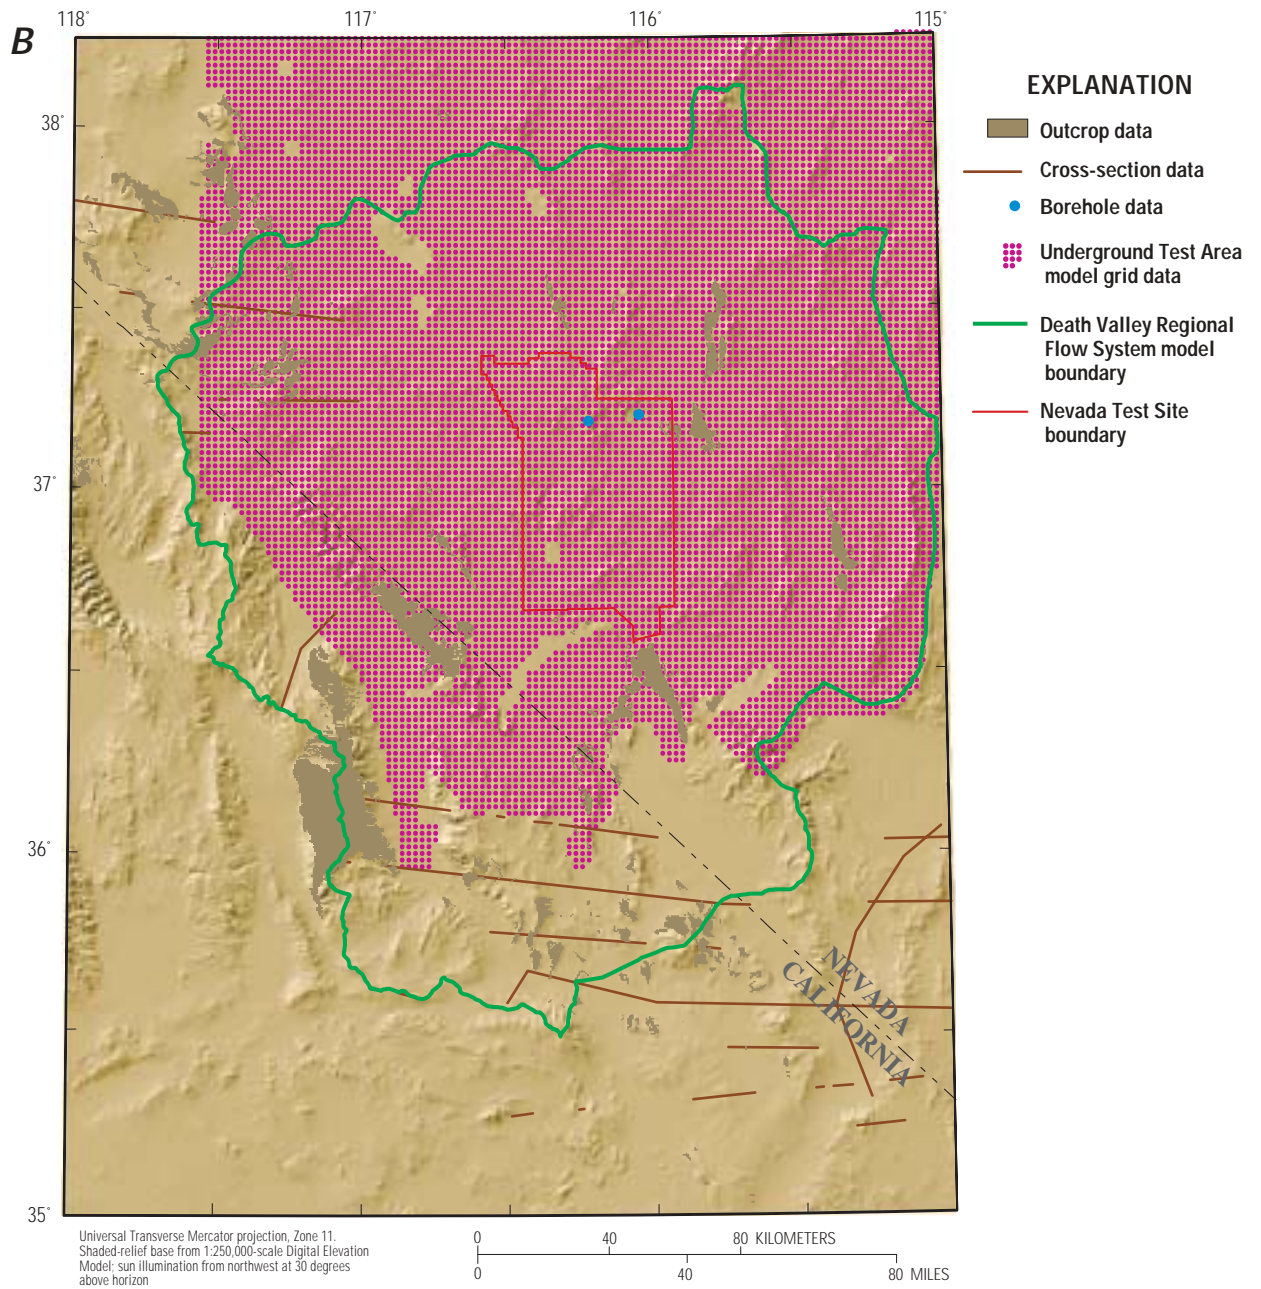 118°
117°
116°
115°
B
38°
37°
36°
35°
EXPLANATION
Outcrop data
Cross-section data
Borehole data
Underground Test Area
model grid data
Death Valley Regional
Flow System model
boundary
Nevada Test Site
boundary
NEVADA
CALIFORNIA
Universal Transverse Mercator projection, Zone 11.
Shaded-relief base from 1:250,000-scale Digital Elevation
Model; sun illumination from northwest at 30 degrees
above horizon
0 40 80 KILOMETERS
0 40 80 MILES